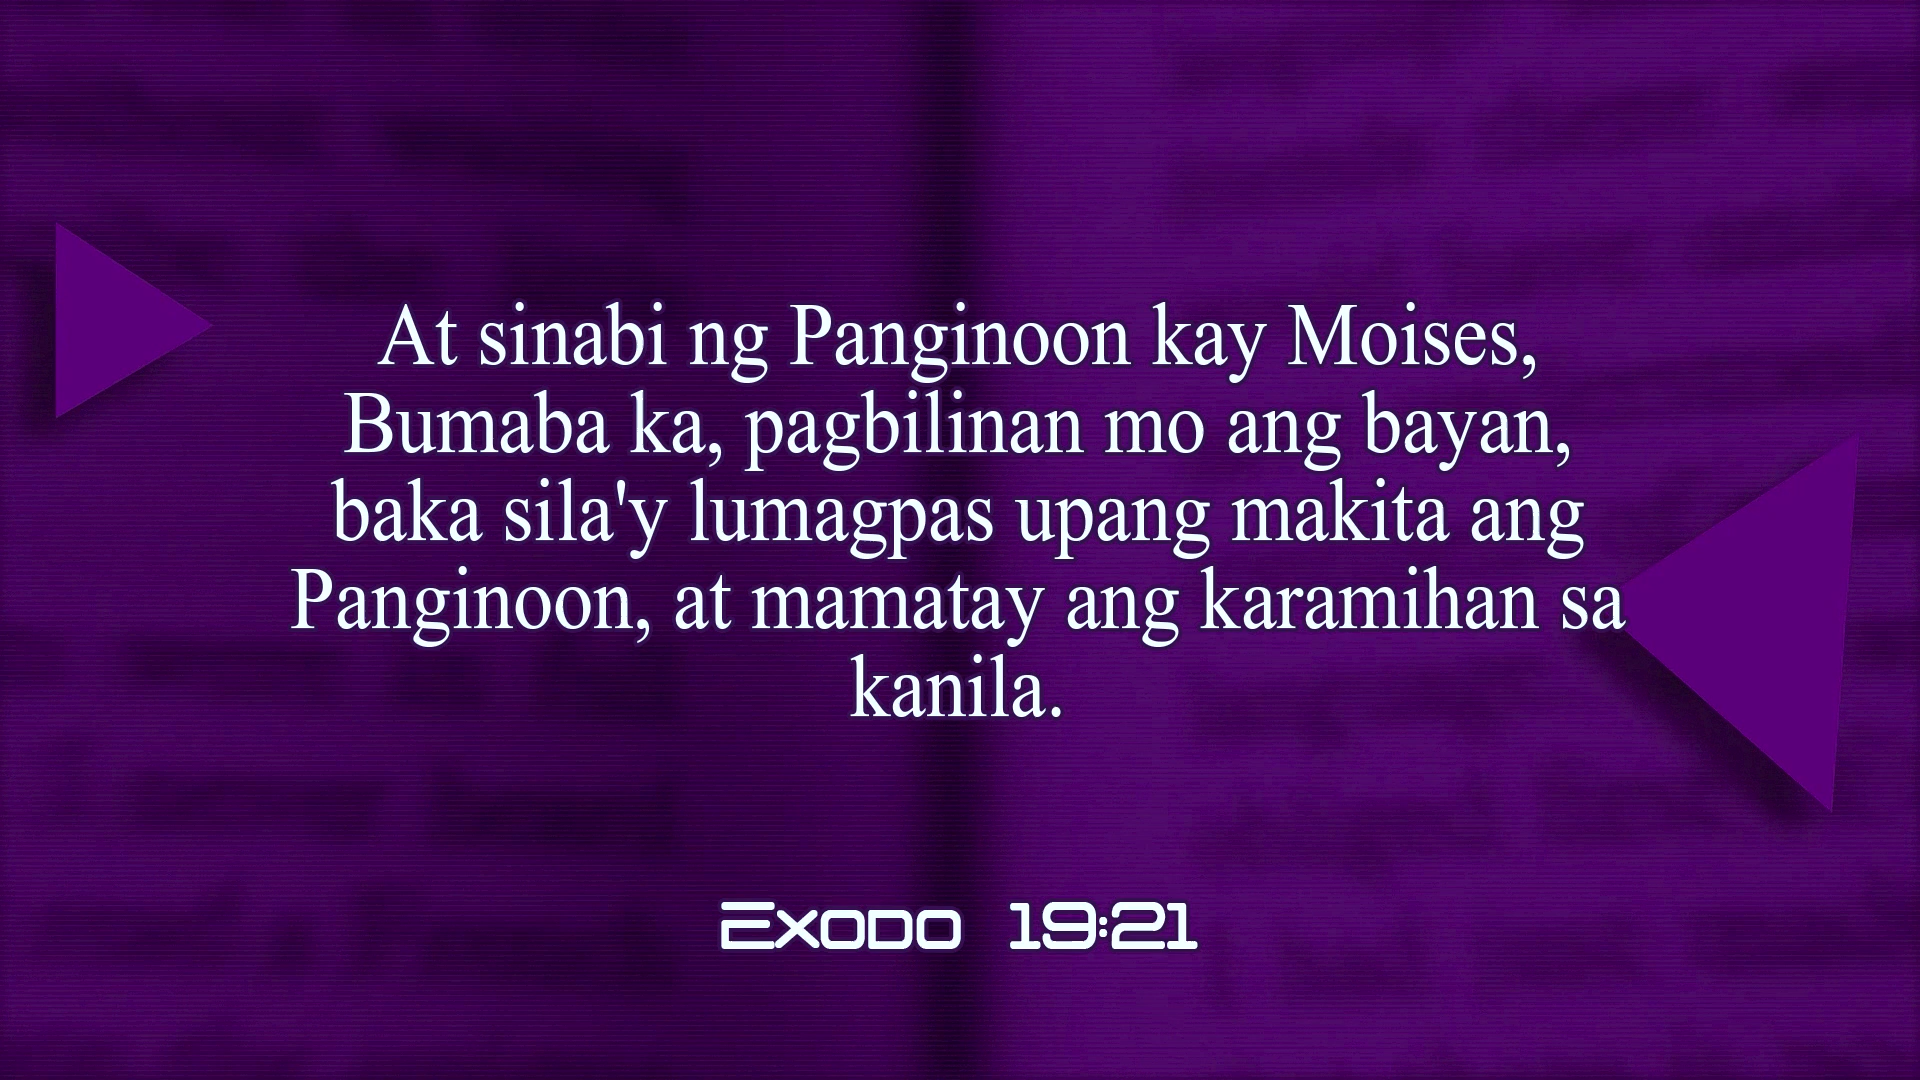 At sinabi ng Panginoon kay Moises,
Bumaba ka, pagbilinan mo ang bayan,
baka sila'y lumagpas upang makita ang
Panginoon, at mamatay ang karamihan sa
kanila.
Exodo 19:21